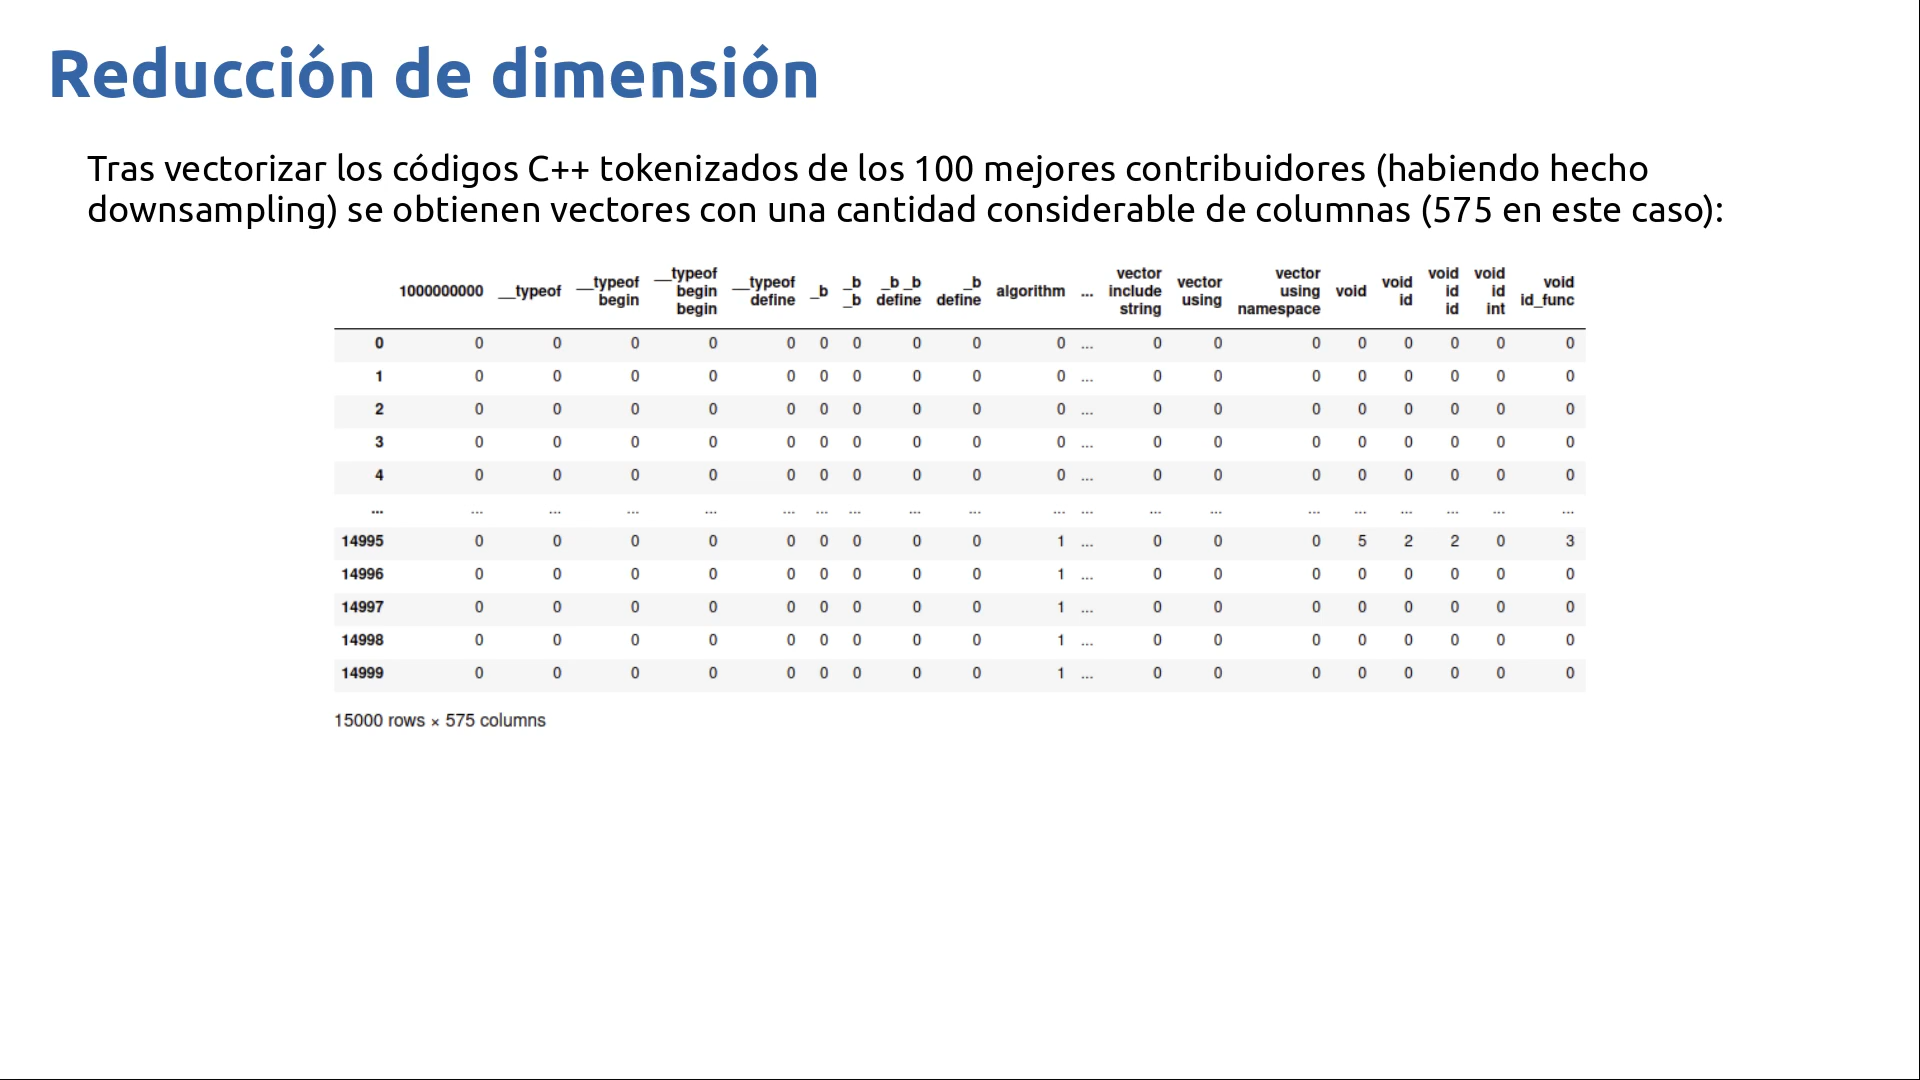 Reducción de dimensión
Tras vectorizar los códigos C++ tokenizados de los 100 mejores contribuidores (habiendo hecho
downsampling) se obtienen vectores con una cantidad considerable de columnas (575 en este caso):
1000000000 __typeof __typeof begin __typeof begin begin __typeof define _b _b _b _b _b define _b define algorithm ... vector include string vector using vector using namespace void void id void id id void id int void id_func
0 0 0 0 0 0 0 0 0 0 0 ... 0 0 0 0 0 0 0 0
1 0 0 0 0 0 0 0 0 0 0 ... 0 0 0 0 0 0 0 0
2 0 0 0 0 0 0 0 0 0 0 ... 0 0 0 0 0 0 0 0
3 0 0 0 0 0 0 0 0 0 0 ... 0 0 0 0 0 0 0 0
4 0 0 0 0 0 0 0 0 0 0 ... 0 0 0 0 0 0 0 0
... ... ... ... ... ... ... ... ... ... ... ... ... ... ... ... ... ... ... ...
14995 0 0 0 0 0 0 0 0 0 1 ... 0 0 0 5 2 2 0 3
14996 0 0 0 0 0 0 0 0 0 1 ... 0 0 0 0 0 0 0 0
14997 0 0 0 0 0 0 0 0 0 1 ... 0 0 0 0 0 0 0 0
14998 0 0 0 0 0 0 0 0 0 1 ... 0 0 0 0 0 0 0 0
14999 0 0 0 0 0 0 0 0 0 1 ... 0 0 0 0 0 0 0 0
15000 rows × 575 columns